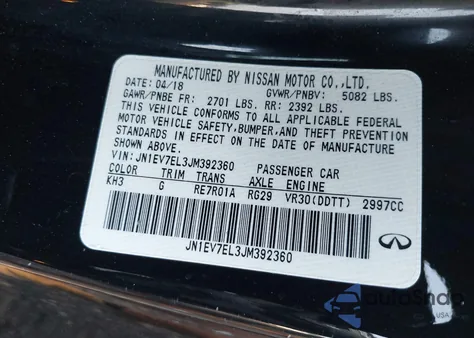 MANUFACTURED BY NISSAN MOTOR CO.,LTD.
04/18 GVWR/PNBV: 5082 LBS.
GAWR/PNBE FR: 2701 LBS. RR: 2392 LBS.
THIS VEHICLE CONFORMS TO ALL APPLICABLE FEDERAL
MOTOR VEHICLE SAFETY,BUMPER,AND THEFT PREVENTION
STANDARDS IN EFFECT ON THE DATE OF MANUFACTURE
SHOWN ABOVE.
VIN:JN1EV7EL3JM392360 PASSENGER CAR
COLOR TRIM TRANS AXLE ENGINE
KH3 G RE7R01A RG29 VR30(DDTT) 2997CC
JN1EV7EL3JM392360
INFINITI
AutoSnap
USA